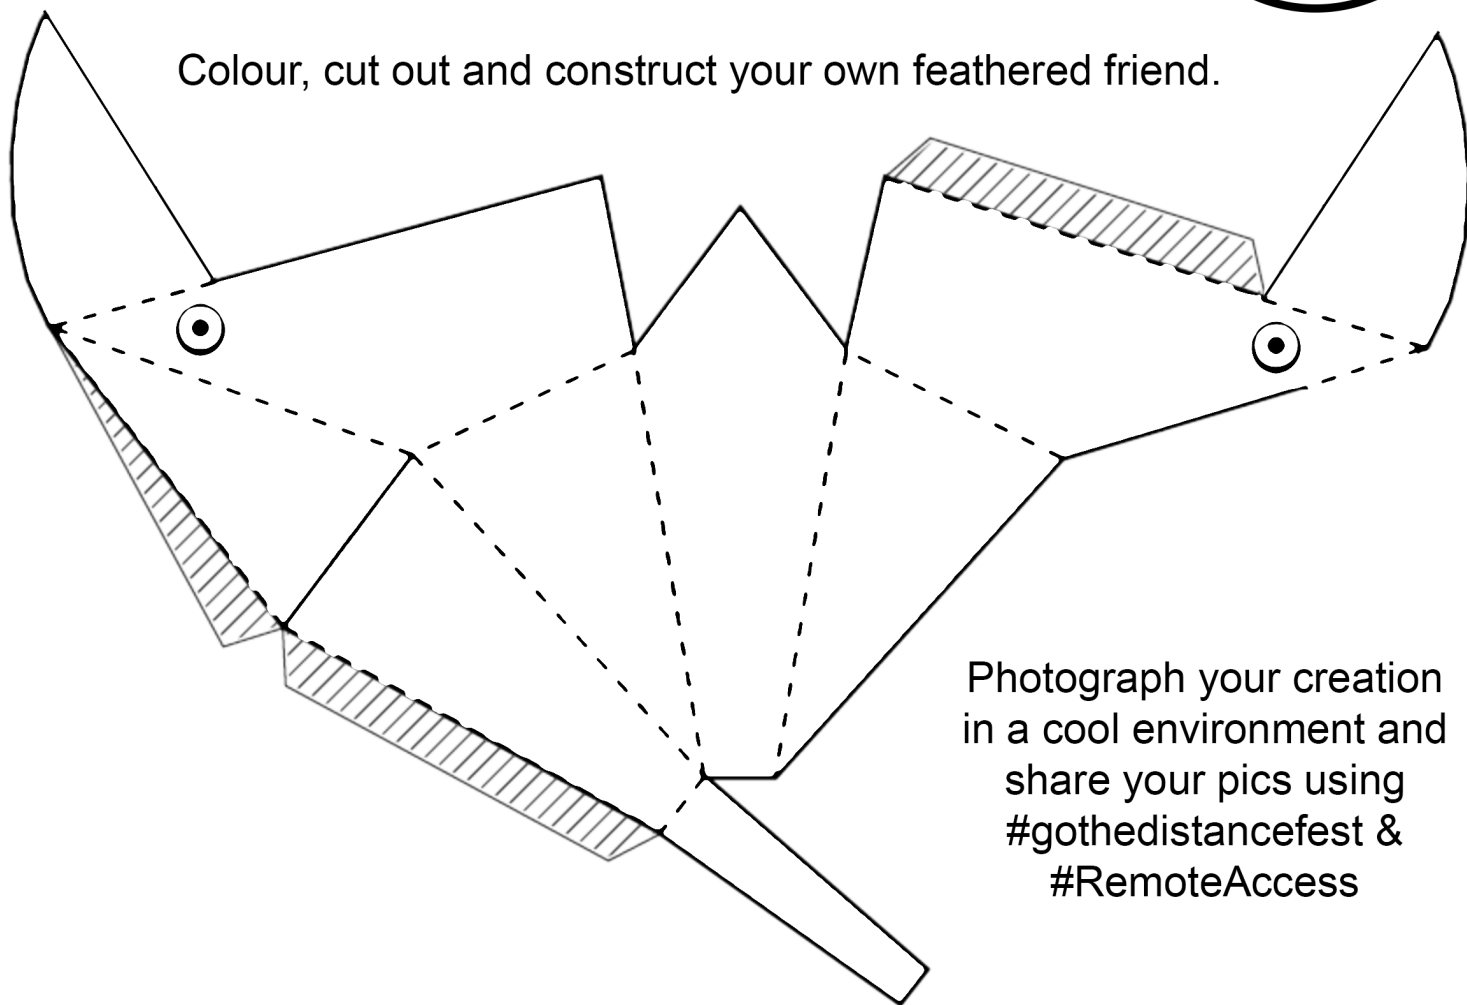 Colour, cut out and construct your own feathered friend.
Photograph your creation
in a cool environment and
share your pics using
#gothedistancefest &
#RemoteAccess